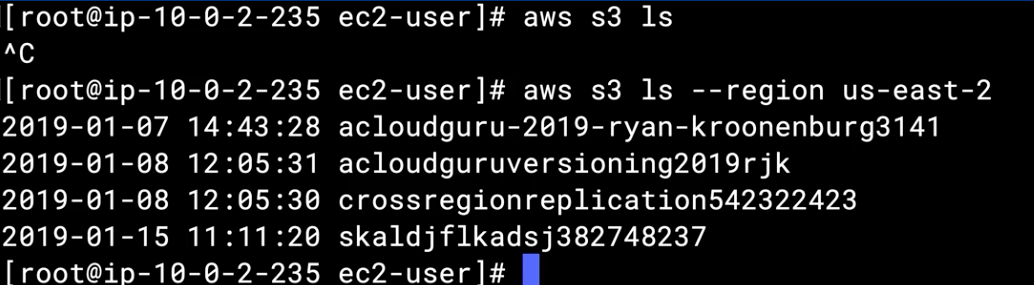 [root@ip-10-0-2-235 ec2-user]# aws s3 ls
^C
[root@ip-10-0-2-235 ec2-user]# aws s3 ls --region us-east-2
2019-01-07 14:43:28 acloudguru-2019-ryan-kroonenburg3141
2019-01-08 12:05:31 acloudguruversioning2019rjk
2019-01-08 12:05:30 crossregionreplication542322423
2019-01-15 11:11:20 skaldjflkadsj382748237
[root@ip-10-0-2-235 ec2-user]#